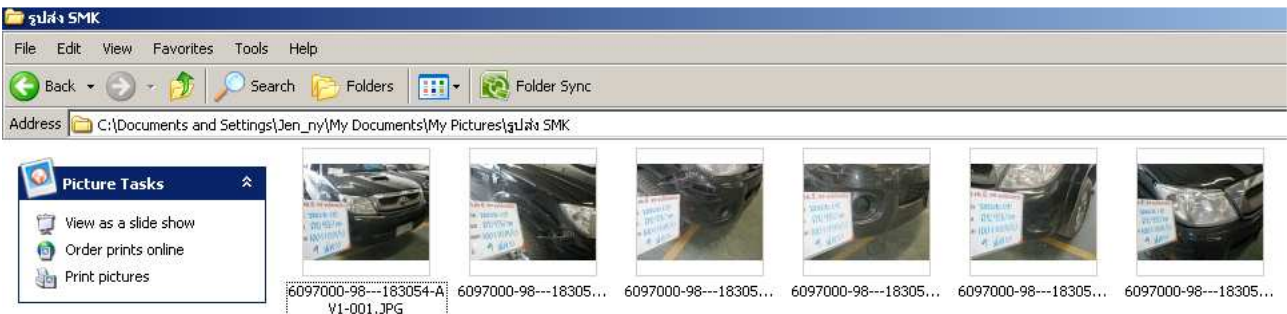 รูปส่ง SMK
File Edit View Favorites Tools Help
Back Search Folders Folder Sync
Address C:\Documents and Settings\Jen_ny\My Documents\My Pictures\รูปส่ง SMK
Picture Tasks
View as a slide show
Order prints online
Print pictures
6097000-98---183054-A
V1-001.JPG
6097000-98---18305...
6097000-98---18305...
6097000-98---18305...
6097000-98---18305...
6097000-98---18305...